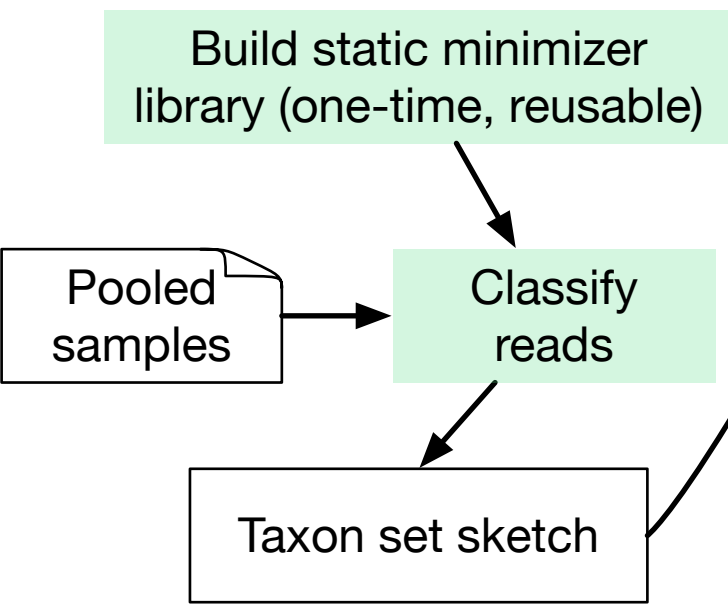 Build static minimizer
library (one-time, reusable)
Pooled
samples
Classify
reads
Taxon set sketch